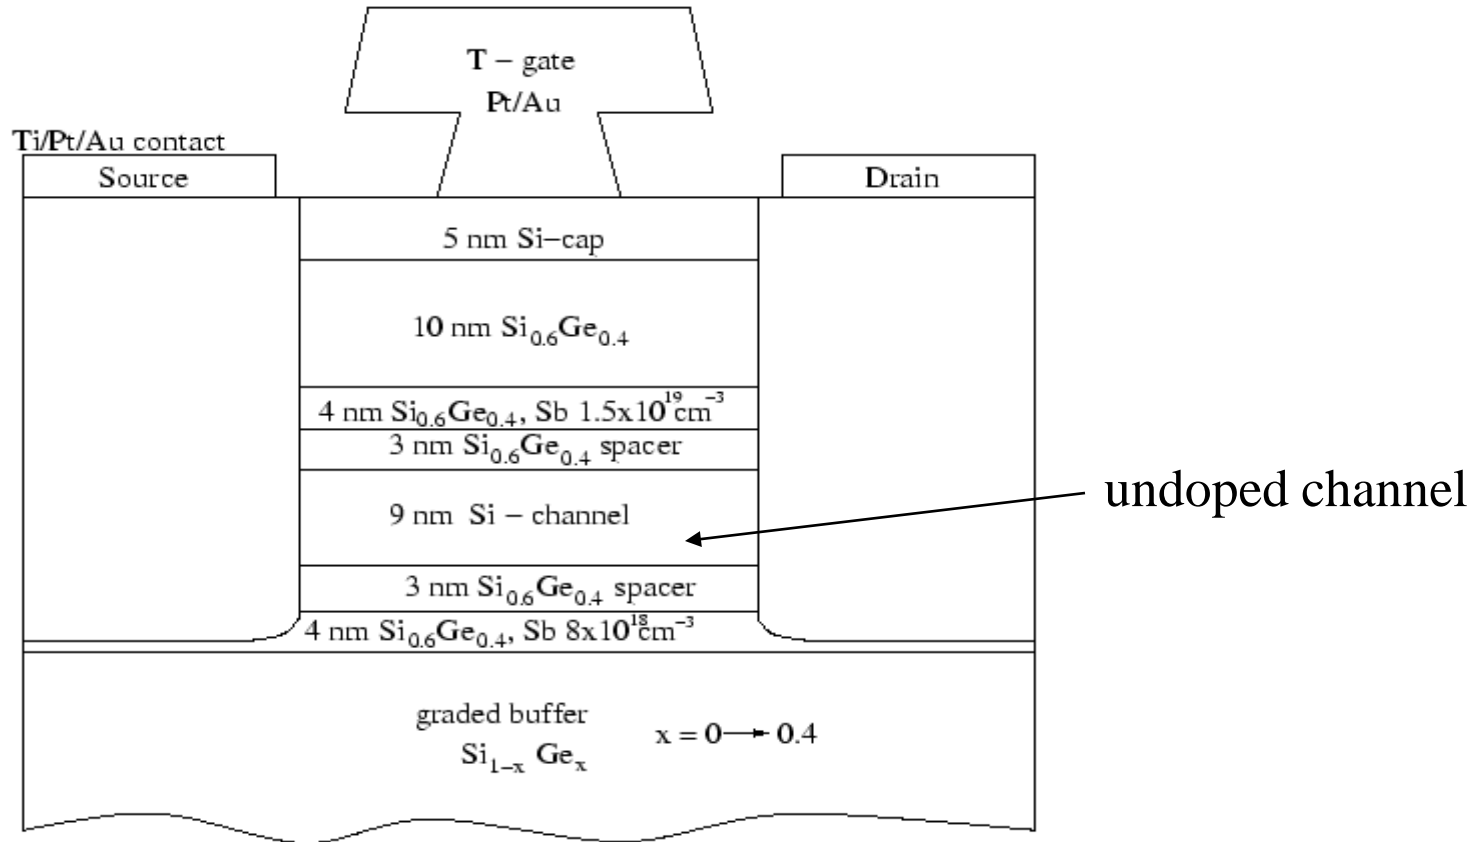 T – gate
Pt/Au
Ti/Pt/Au contact
Source
Drain
5 nm Si–cap
10 nm Si0.6Ge0.4
4 nm Si0.6Ge0.4, Sb 1.5x10^19 cm^–3
3 nm Si0.6Ge0.4 spacer
9 nm Si – channel
undoped channel
3 nm Si0.6Ge0.4 spacer
4 nm Si0.6Ge0.4, Sb 8x10^18 cm^–3
graded buffer
x = 0 → 0.4
Si1–x Gex